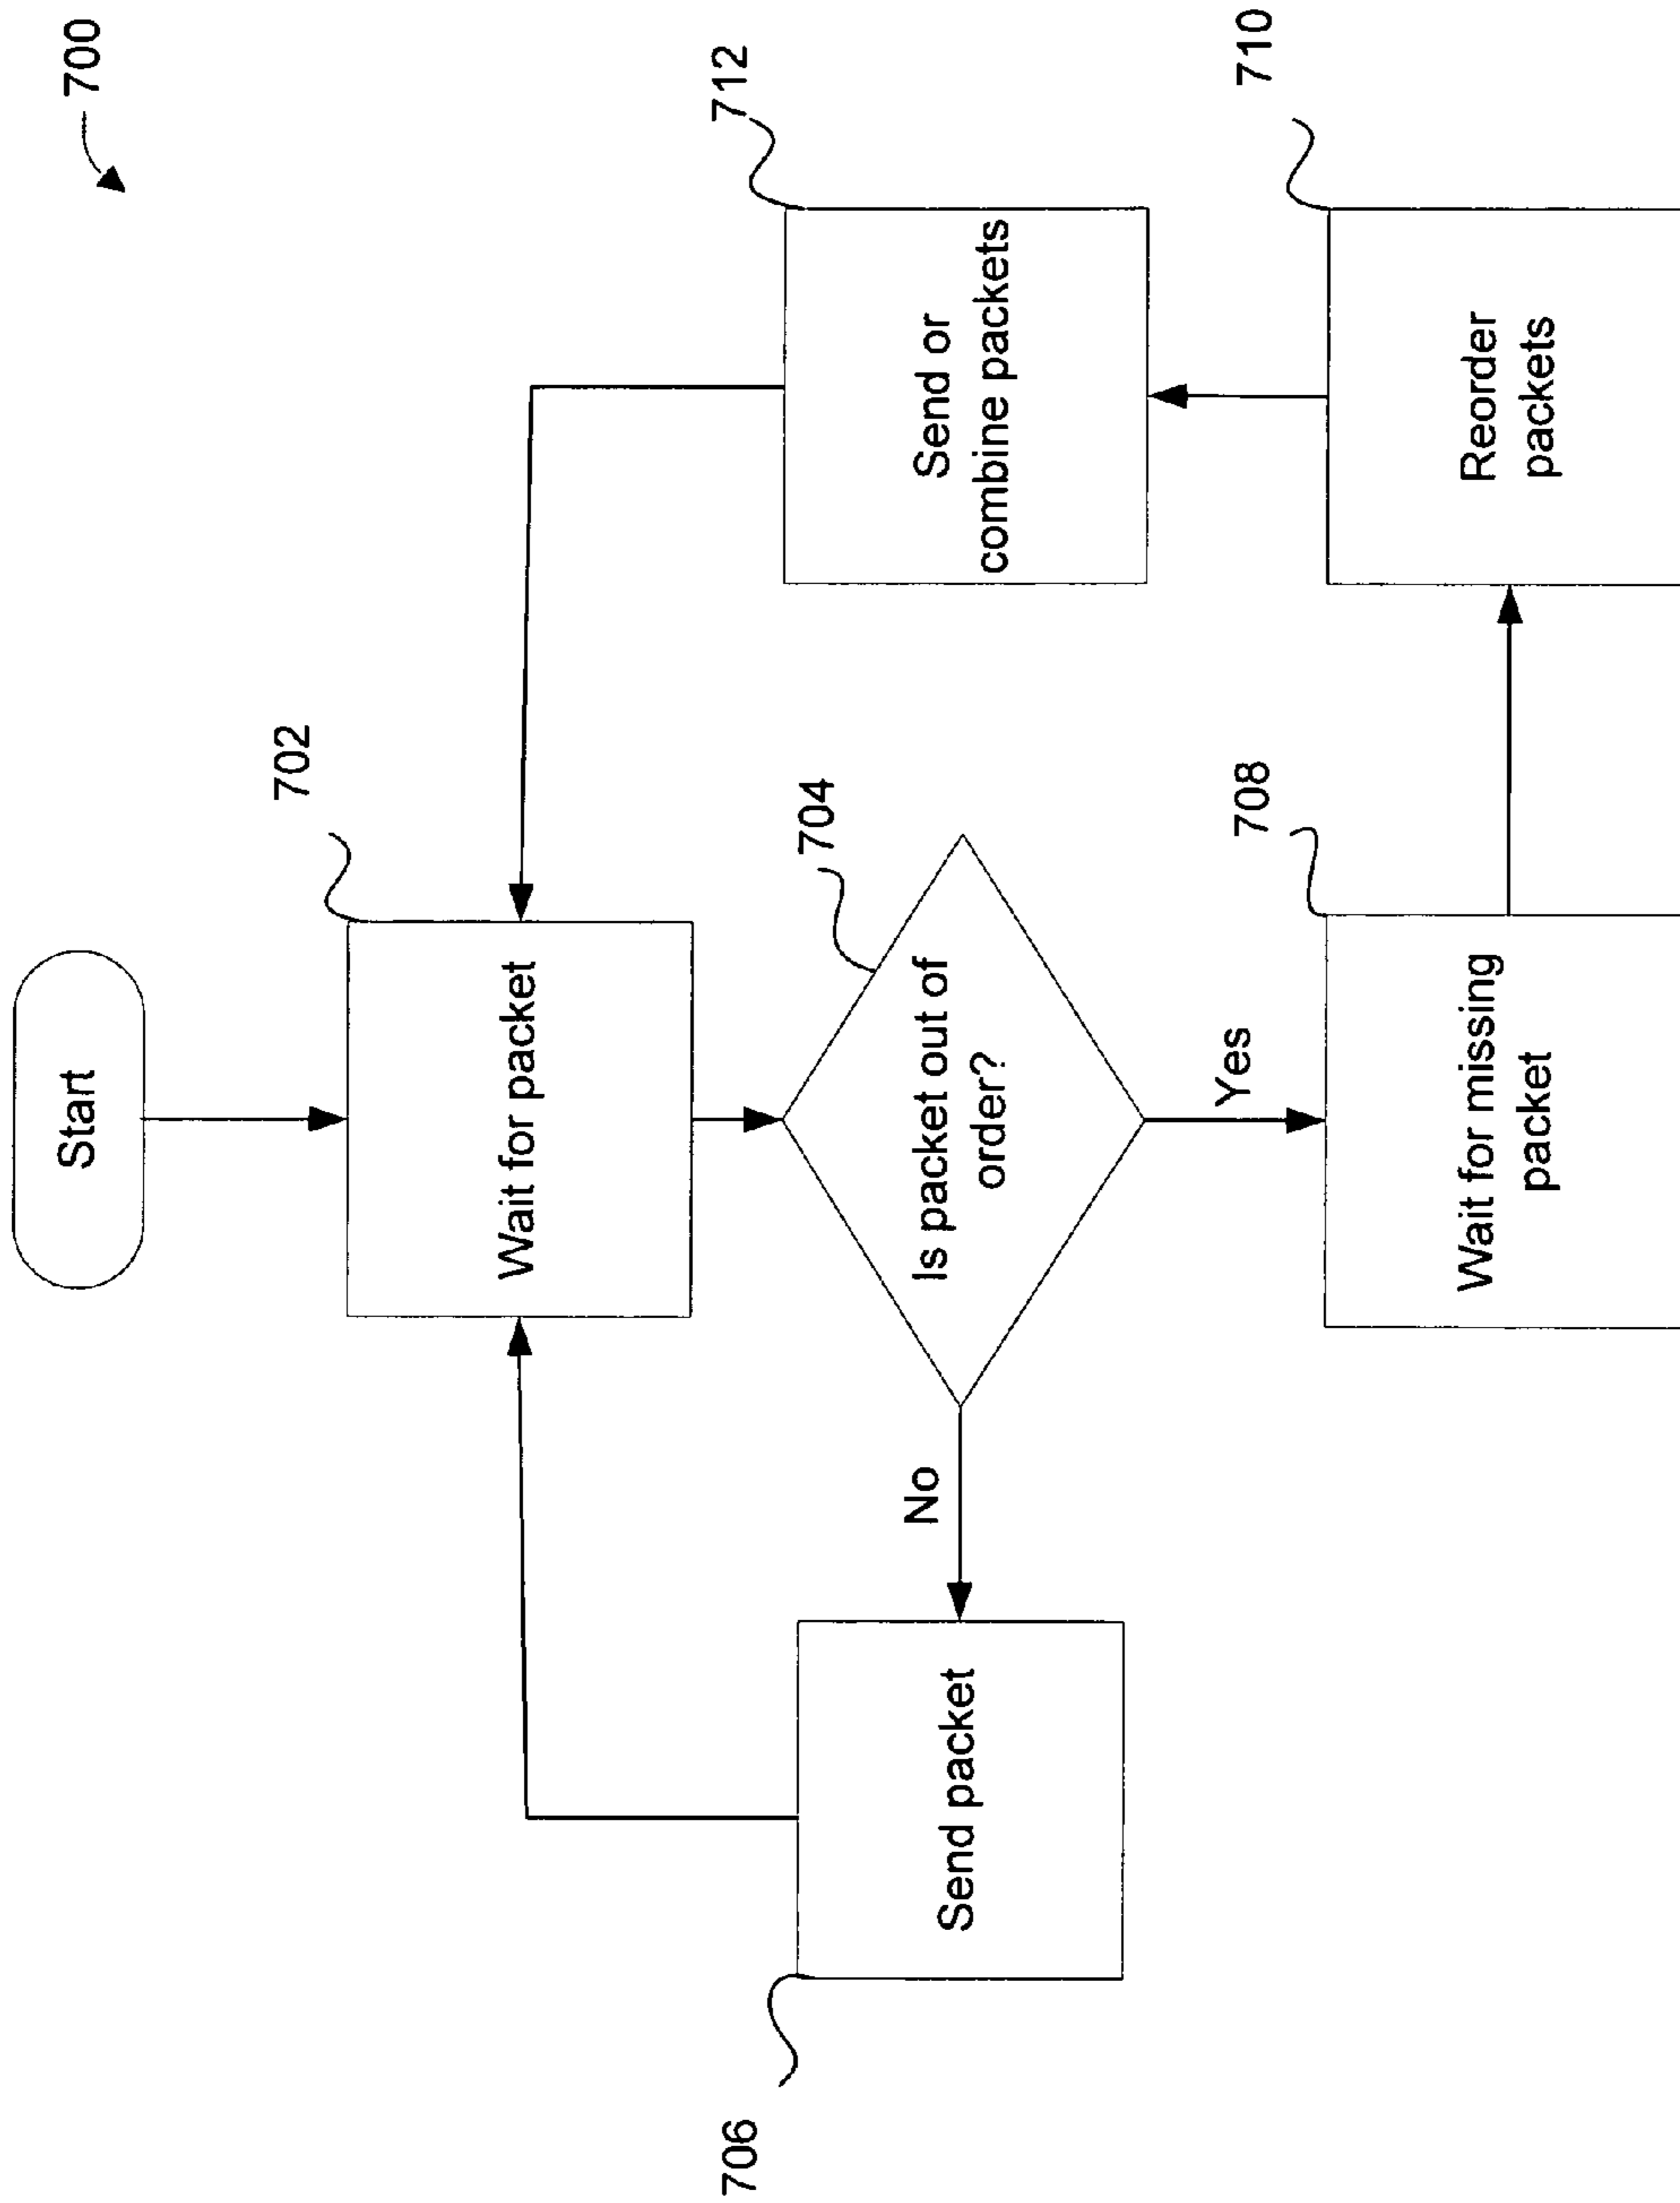 700
Start
702
Wait for packet
704
Is packet out of
order?
No
Yes
706
Send packet
708
Wait for missing
packet
710
Reorder
packets
712
Send or
combine packets